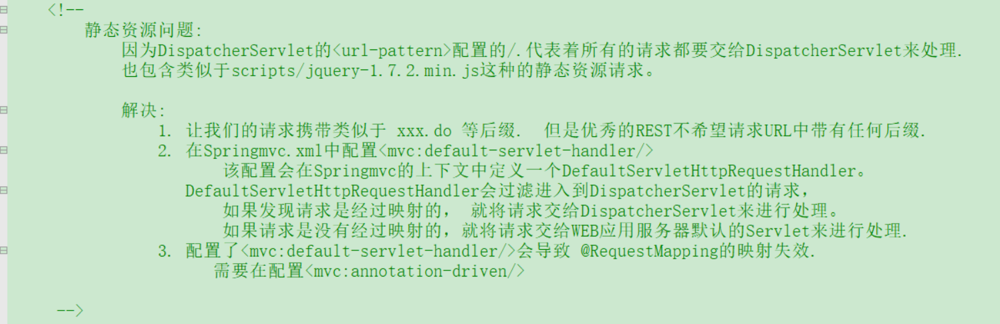 <!--
静态资源问题:
因为DispatcherServlet的<url-pattern>配置的/.代表着所有的请求都要交给DispatcherServlet来处理.
也包含类似于scripts/jquery-1.7.2.min.js这种的静态资源请求。
解决:
1. 让我们的请求携带类似于 xxx.do 等后缀. 但是优秀的REST不希望请求URL中带有任何后缀.
2. 在Springmvc.xml中配置<mvc:default-servlet-handler/>
该配置会在Springmvc的上下文中定义一个DefaultServletHttpRequestHandler。
DefaultServletHttpRequestHandler会过滤进入到DispatcherServlet的请求,
如果发现请求是经过映射的, 就将请求交给DispatcherServlet来进行处理。
如果请求是没有经过映射的,就将请求交给WEB应用服务器默认的Servlet来进行处理.
3. 配置了<mvc:default-servlet-handler/>会导致 @RequestMapping的映射失效.
需要在配置<mvc:annotation-driven/>
-->